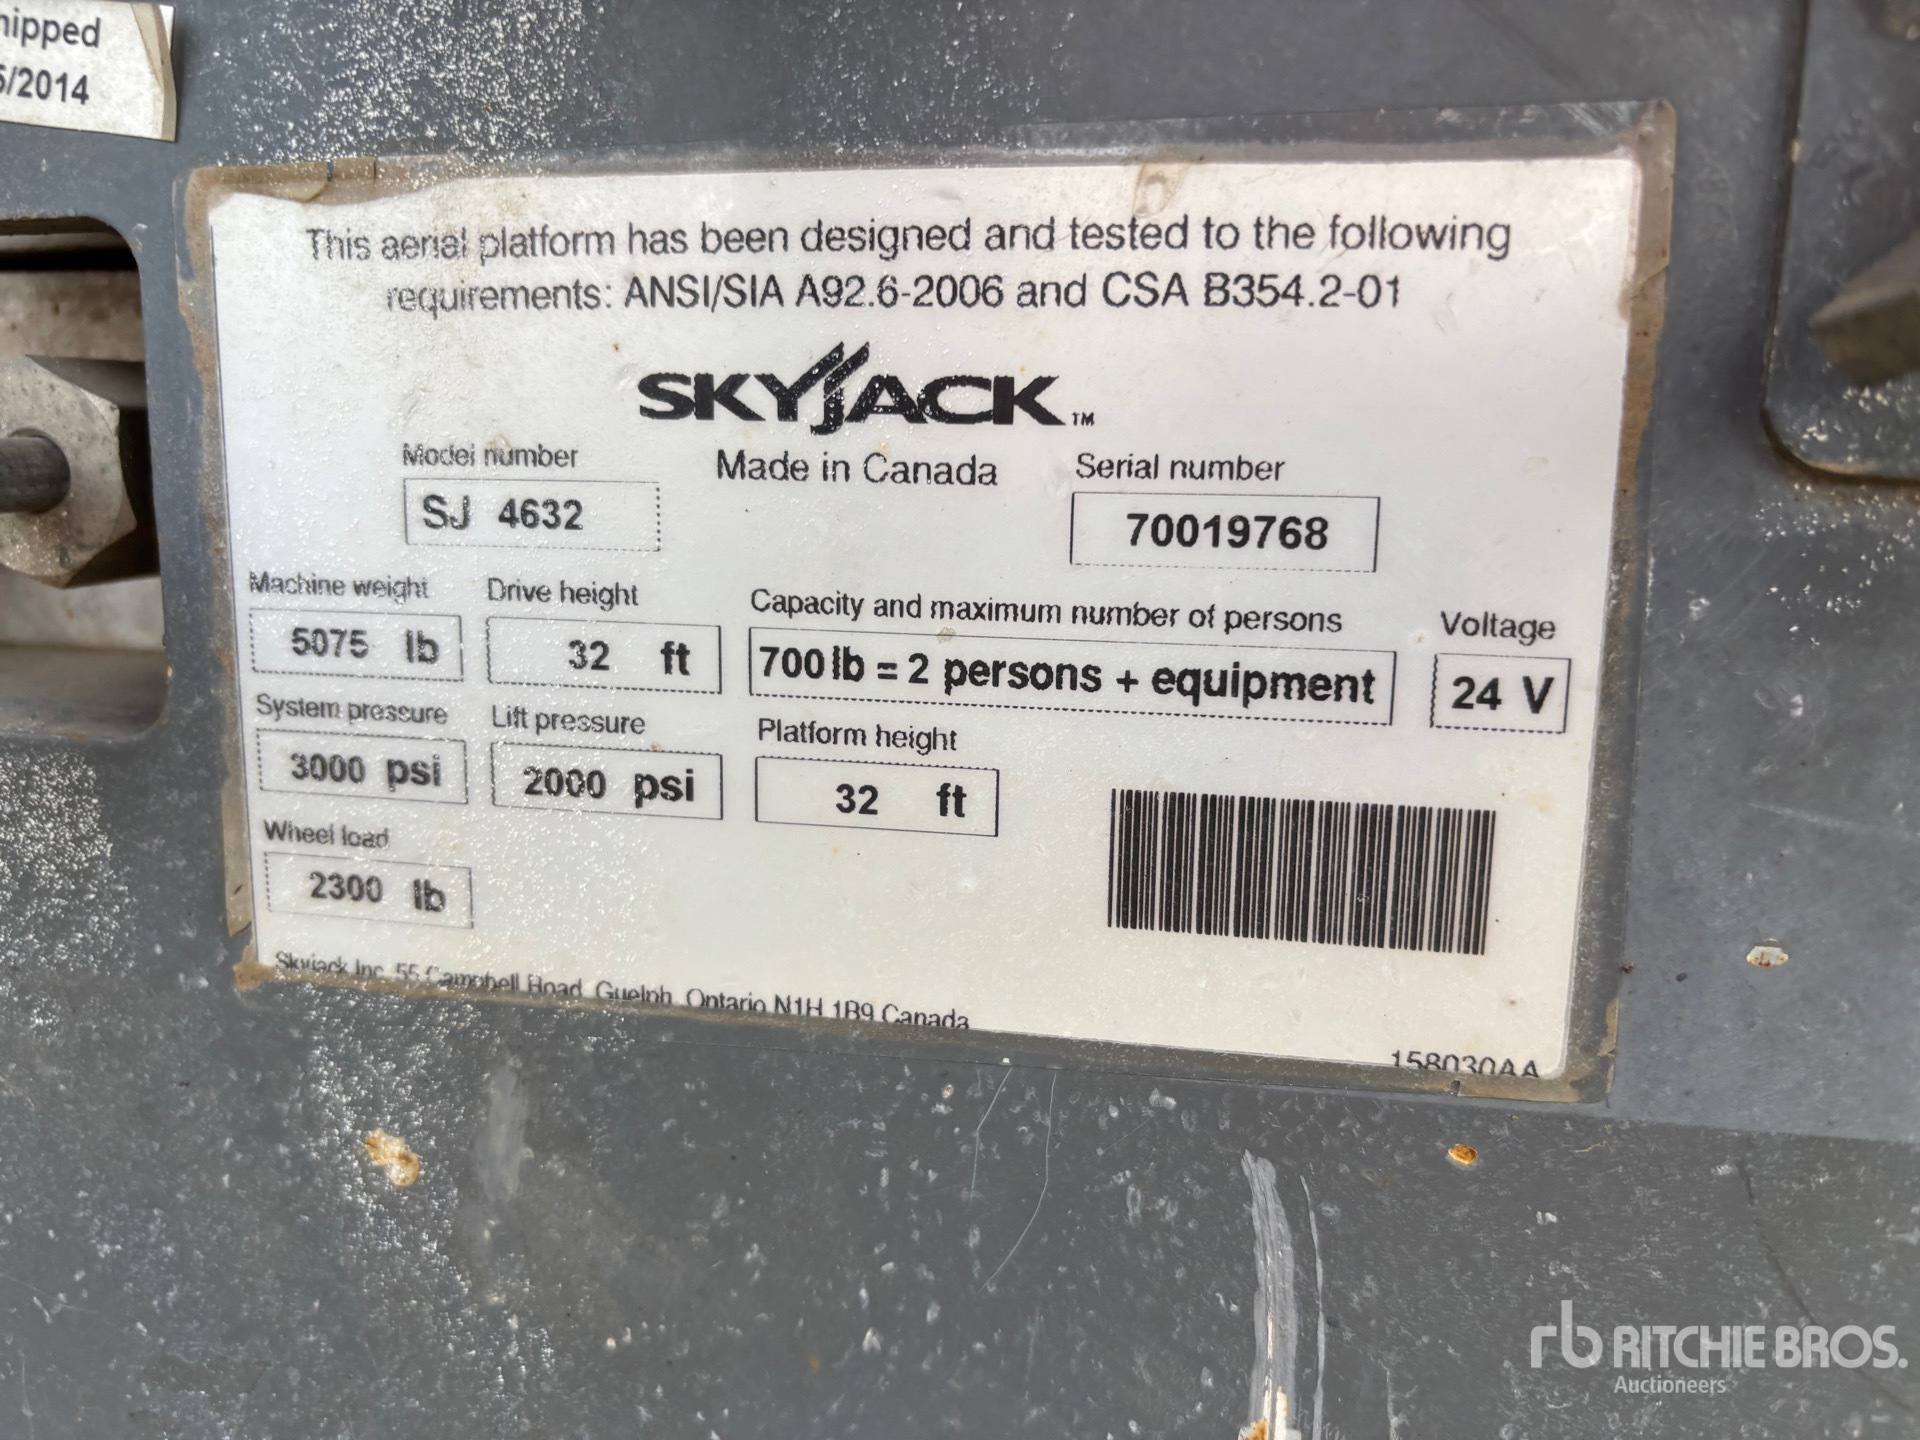 hipped
5/2014
This aerial platform has been designed and tested to the following
requirements: ANSI/SIA A92.6-2006 and CSA B354.2-01
SKYJACK™
Model number
Made in Canada
Serial number
SJ 4632
70019768
Machine weight
Drive height
Capacity and maximum number of persons
Voltage
5075 lb
32 ft
700 lb = 2 persons + equipment
24 V
System pressure
Lift pressure
Platform height
3000 psi
2000 psi
32 ft
Wheel load
2300 lb
Skyjack Inc. 55 Campbell Road, Guelph, Ontario N1H 1B9 Canada
158030AA
rb RITCHIE BROS.
Auctioneers